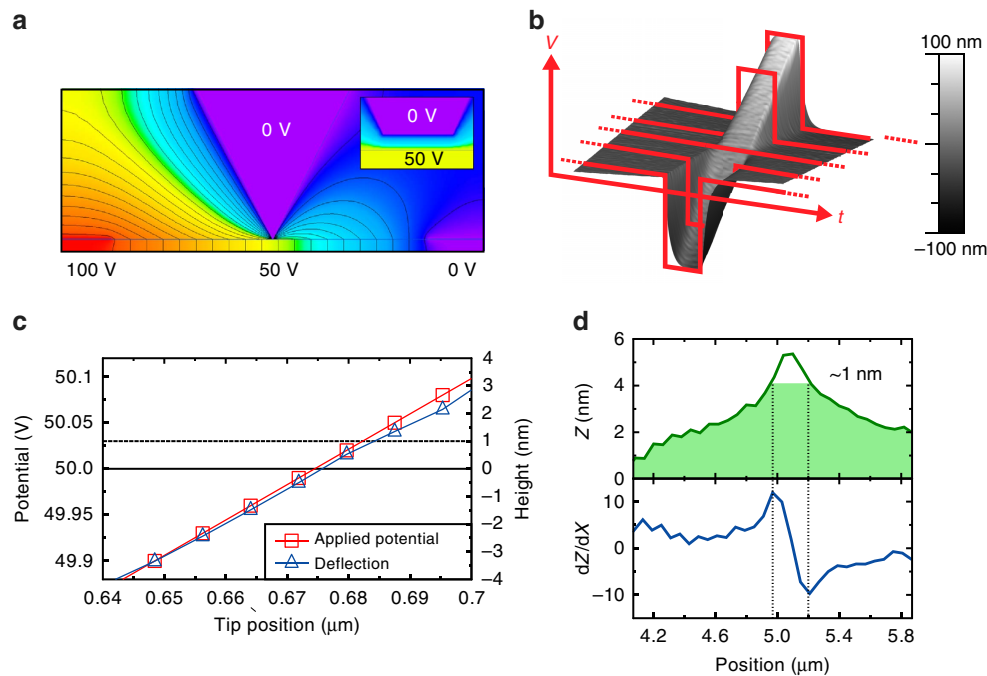 a
0 V
0 V
50 V
100 V
50 V
0 V
b
V
t
100 nm
−100 nm
c
50.1
50.05
50.0
49.95
49.9
Potential (V)
4
3
2
1
0
−1
−2
−3
−4
Height (nm)
Applied potential
Deflection
0.64
0.65
0.66
0.67
0.68
0.69
0.7
Tip position (μm)
d
6
4
2
0
Z (nm)
~1 nm
10
0
−10
dZ/dX
4.2
4.6
5.0
5.4
5.8
Position (μm)